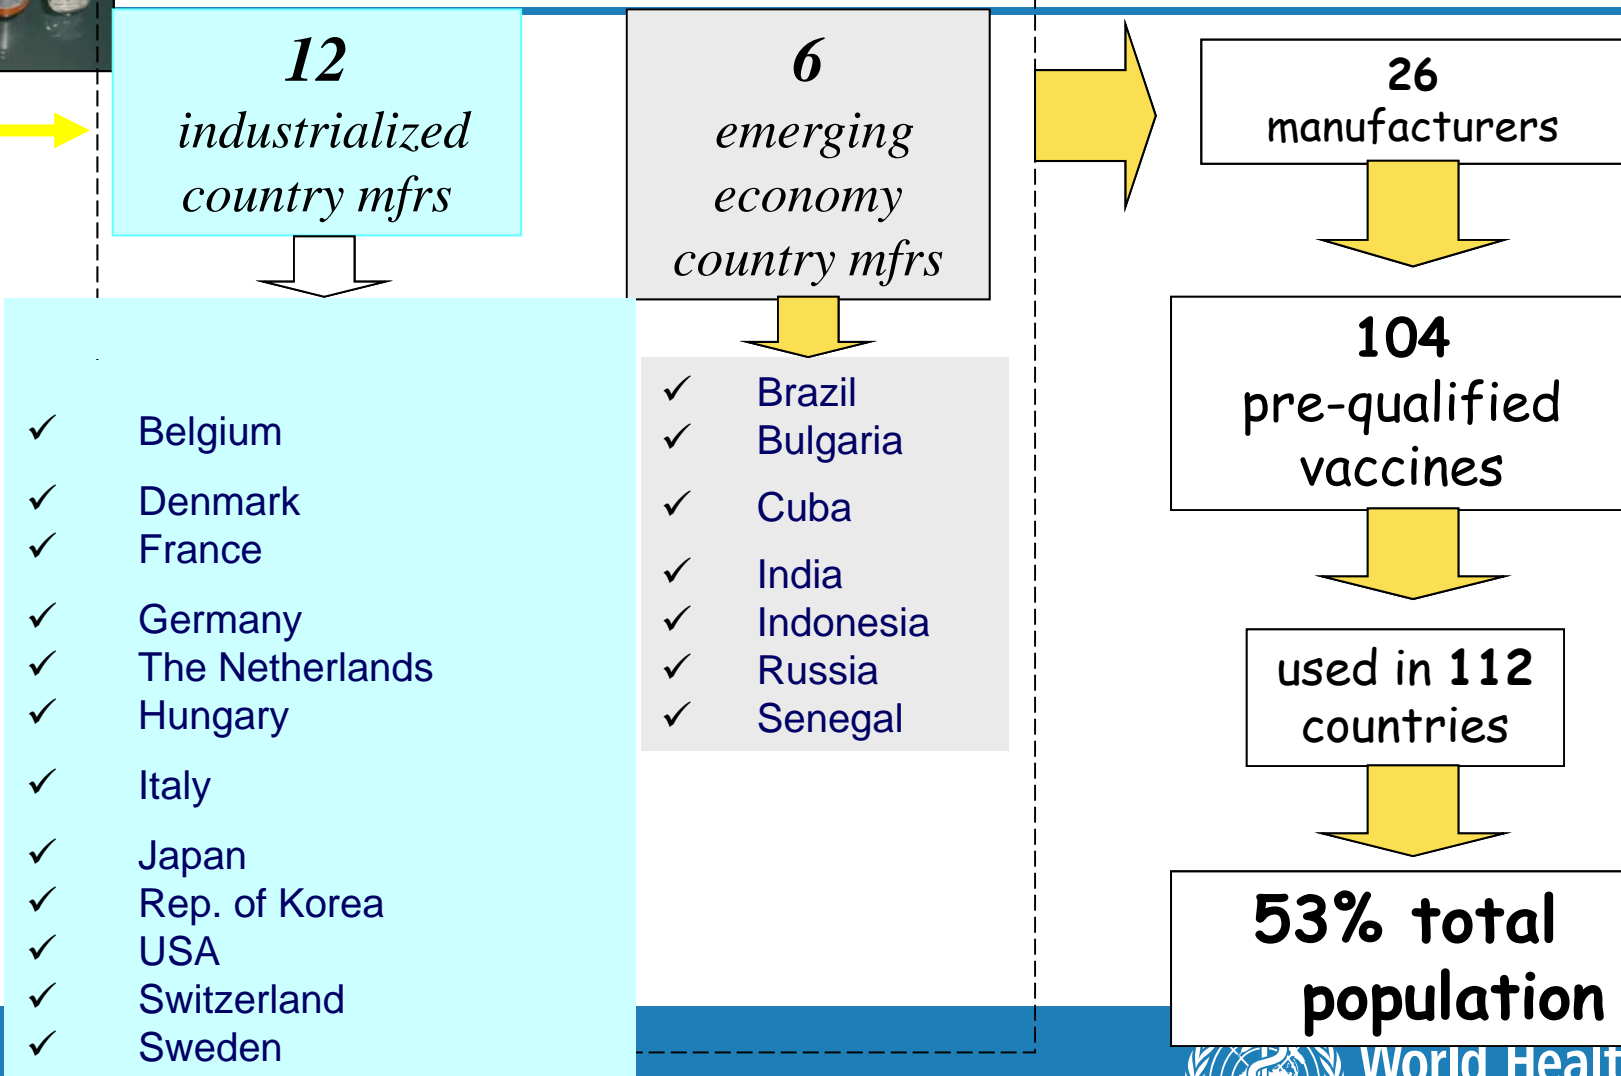 12
industrialized
country mfrs
✓ Belgium
✓ Denmark
✓ France
✓ Germany
✓ The Netherlands
✓ Hungary
✓ Italy
✓ Japan
✓ Rep. of Korea
✓ USA
✓ Switzerland
✓ Sweden
6
emerging
economy
country mfrs
✓ Brazil
✓ Bulgaria
✓ Cuba
✓ India
✓ Indonesia
✓ Russia
✓ Senegal
26
manufacturers
104
pre-qualified
vaccines
used in 112
countries
53% total
population
World Healt